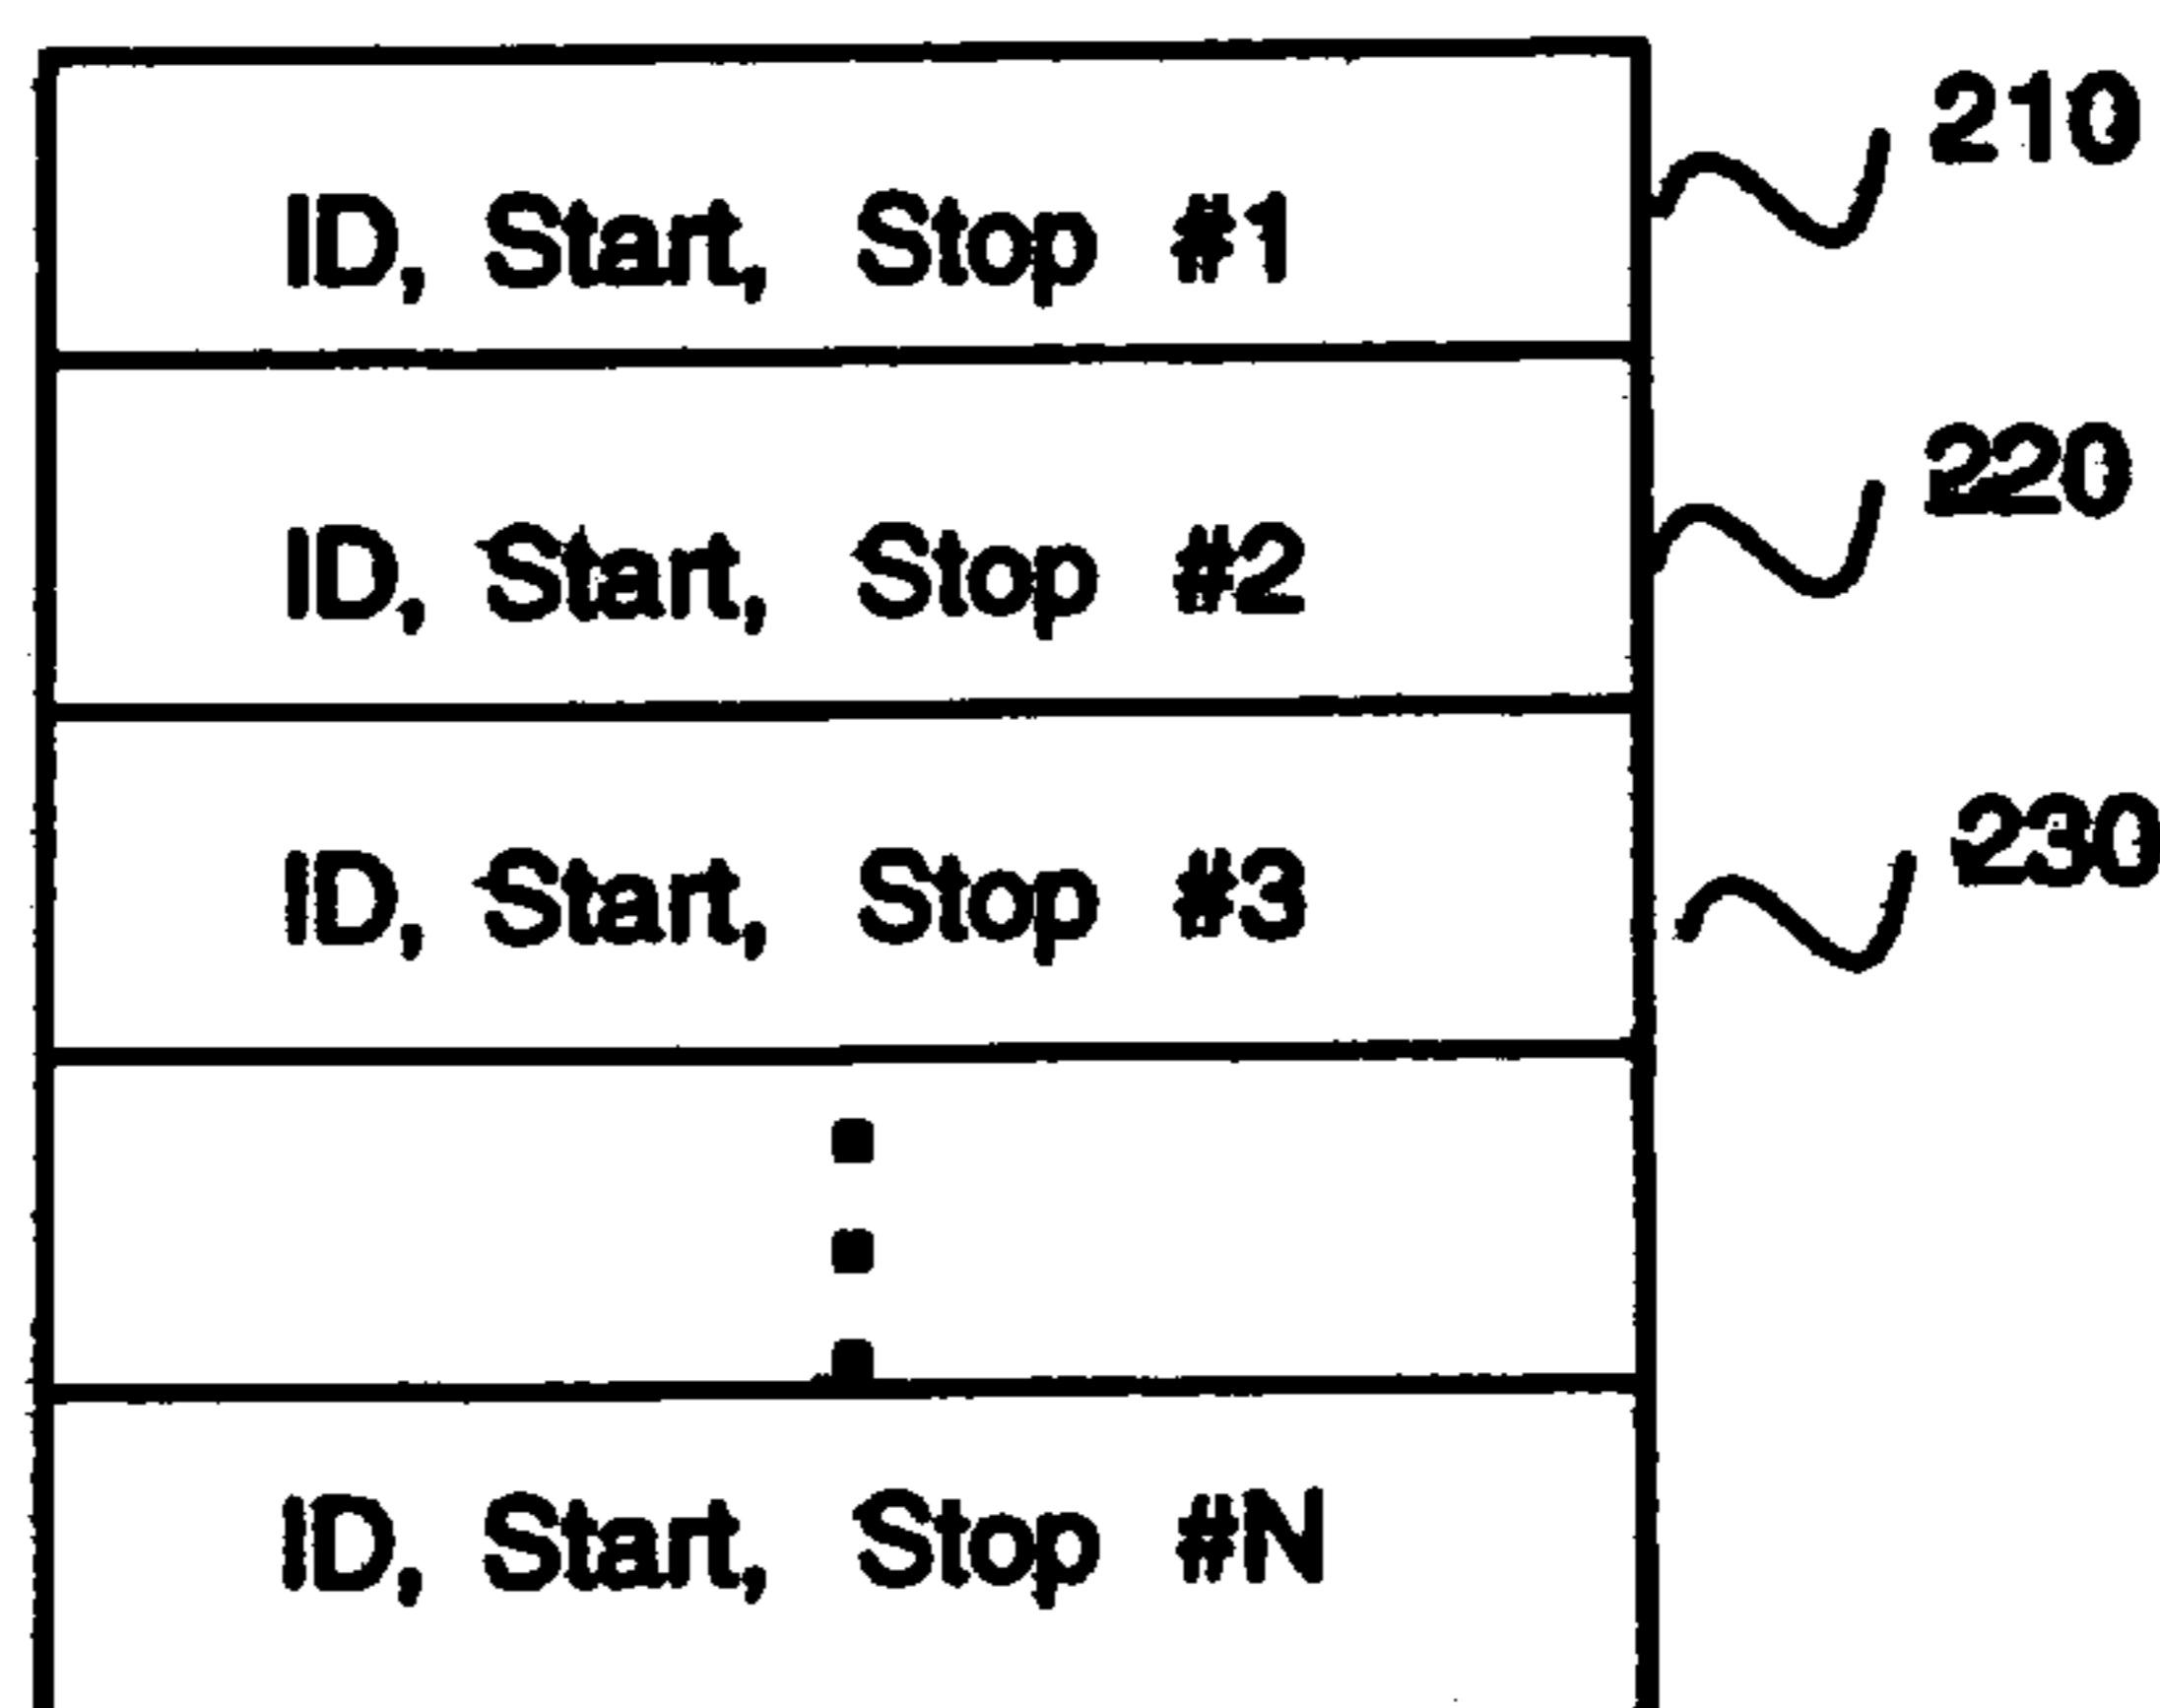 210
ID, Start, Stop #1
220
ID, Start, Stop #2
230
ID, Start, Stop #3
ID, Start, Stop #N